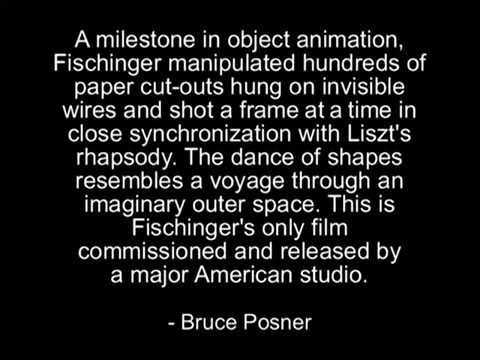 A milestone in object animation,
Fischinger manipulated hundreds of
paper cut-outs hung on invisible
wires and shot a frame at a time in
close synchronization with Liszt's
rhapsody. The dance of shapes
resembles a voyage through an
imaginary outer space. This is
Fischinger's only film
commissioned and released by
a major American studio.
- Bruce Posner